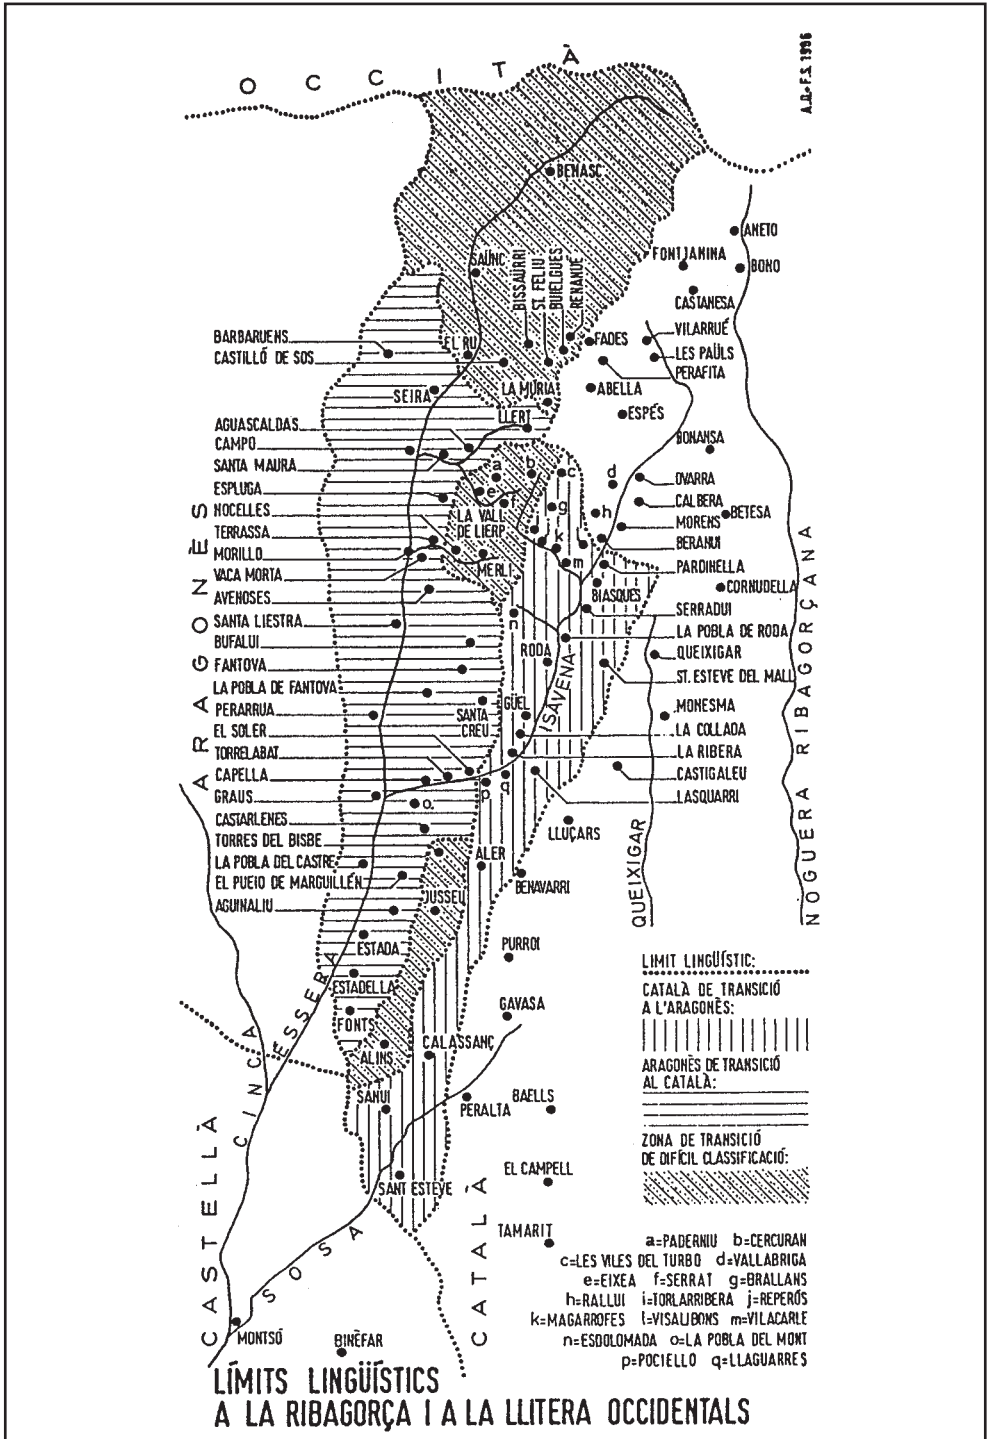 OCCITÀ
A.Q.-F.S. 1996
BENASC
ANETO
FONTJANINA
BONO
SAÚNC
BISSAÚRRI
ST. FELIU
BUIELGUES
RENANUÉ
CASTANESA
VILARRUÉ
LES PAÜLS
PERAFITA
FADES
BARBARUENS
CASTILLÓ DE SOS
EL RU
SEIRA
LA MÚRIA
ABELLA
ESPÉS
LLERT
BONANSA
AGUASCALDAS
CAMPO
SANTA MAURA
ESPLUGA
NOCELLES
TERRASSA
MORILLO
VACA MORTA
AVENOSES
SANTA LIESTRA
BUFALUI
FANTOVA
LA POBLA DE FANTOVA
PERARRUA
EL SOLER
TORRELABAT
CAPELLA
GRAUS
CASTARLENES
TORRES DEL BISBE
LA POBLA DEL CASTRE
EL PUEIO DE MARGUILLÉN
AGUINALIU
ARAGONÉS
a
b
c
d
e
f
g
h
k
l
m
n
o
p
q
LA VALL
DE LIERP
MERLI
OVARRA
CALBERA
BETESA
MORENS
BERANUI
PARDINELLA
CORNUDELLA
BIASQUES
SERRADUI
LA POBLA DE RODA
QUEIXIGAR
ST. ESTEVE DEL MALL
RODA
ISAVENA
GÜEL
SANTA
CREU
MONESMA
LA COLLADA
LA RIBERA
CASTIGALEU
LASQUARRI
LLUÇARS
QUEIXIGAR
NOGUERA RIBAGORÇANA
ALER
BENAVARRI
JUSSEU
ESTADA
ESTADELLA
FONTS
ALINS
PURROI
GAVASA
CALASSANÇ
SANUI
PERALTA
BAELLS
EL CAMPELL
SANT ESTEVE
TAMARIT
CINCA
ÉSSERA
SOSA
CASTELLÀ
CATALÀ
MONTSÓ
BINÈFAR
LIMIT LINGÜÍSTIC:
CATALÀ DE TRANSICIÓ
A L'ARAGONÈS:
ARAGONÈS DE TRANSICIÓ
AL CATALÀ:
ZONA DE TRANSICIÓ
DE DIFÍCIL CLASSIFICACIÓ:
a=PADERNIU b=CERCURAN
c=LES VILES DEL TURBO d=VALLABRIGA
e=EIXEA f=SERRAT g=BRALLANS
h=RALLUI i=TORLARRIBERA j=REPERÓS
k=MAGARROFES l=VISALIBONS m=VILACARLE
n=ESDOLOMADA o=LA POBLA DEL MONT
p=POCIELLO q=LLAGUARRES
LÍMITS LINGÜÍSTICS
A LA RIBAGORÇA I A LA LLITERA OCCIDENTALS